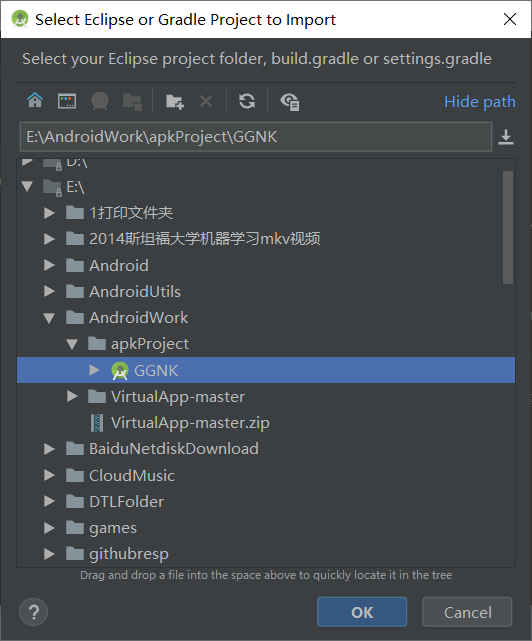 Select Eclipse or Gradle Project to Import
Select your Eclipse project folder, build.gradle or settings.gradle
Hide path
E:\AndroidWork\apkProject\GGNK
D:\
E:\
1打印文件夹
2014斯坦福大学机器学习mkv视频
Android
AndroidUtils
AndroidWork
apkProject
GGNK
VirtualApp-master
VirtualApp-master.zip
BaiduNetdiskDownload
CloudMusic
DTLFolder
games
githubresp
Drag and drop a file into the space above to quickly locate it in the tree
?
OK
Cancel